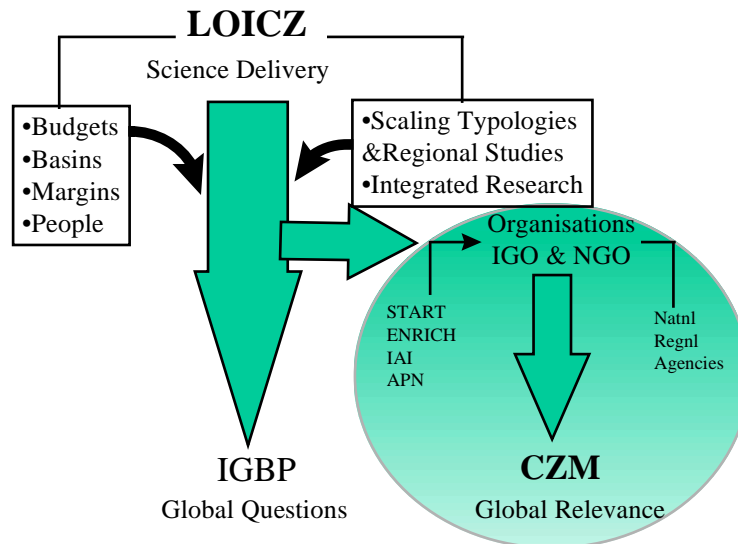 LOICZ
Science Delivery
•Budgets
•Basins
•Margins
•People
•Scaling Typologies
&Regional Studies
•Integrated Research
Organisations
IGO & NGO
START
ENRICH
IAI
APN
Natnl
Regnl
Agencies
IGBP
Global Questions
CZM
Global Relevance